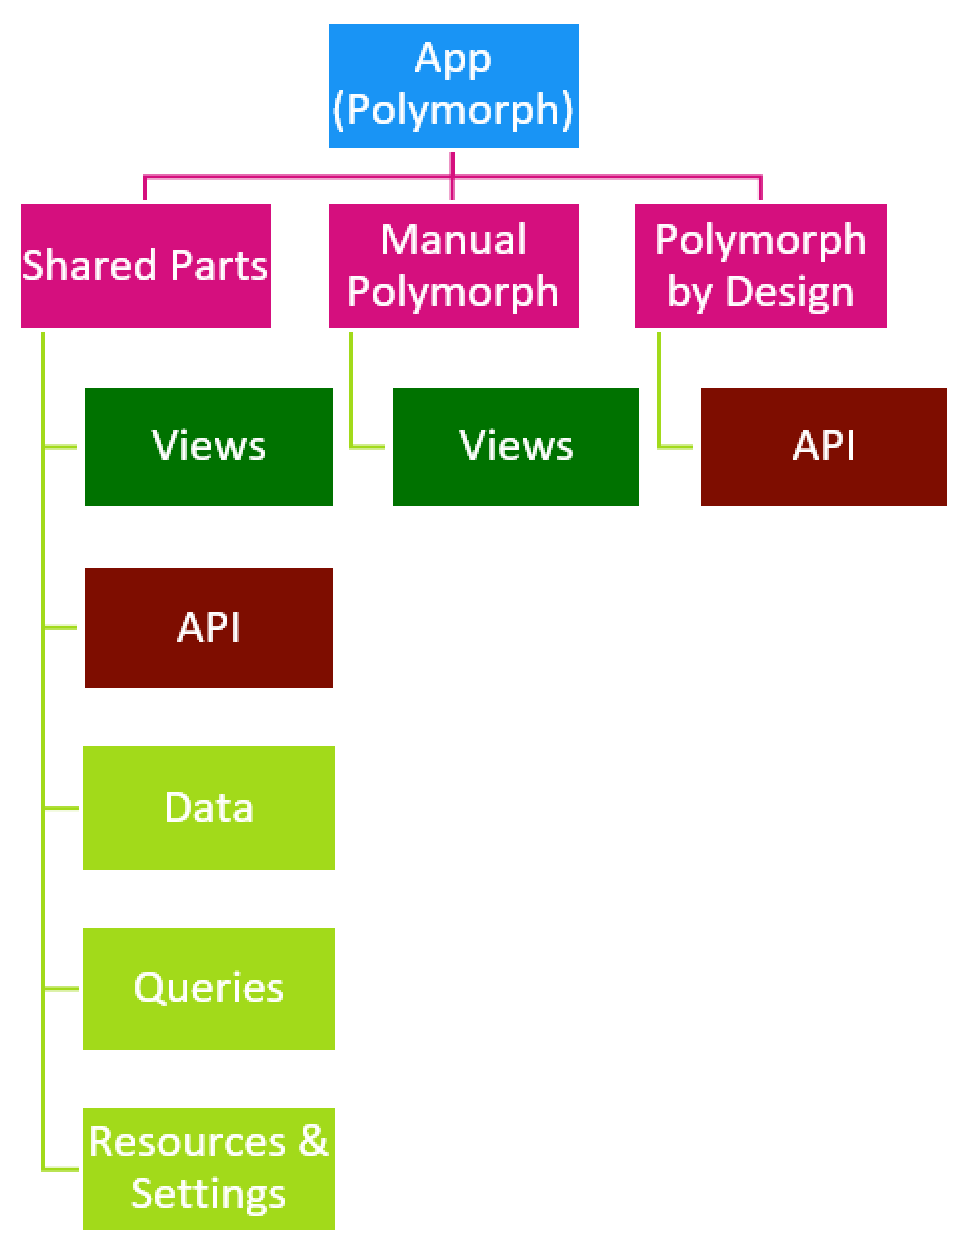 App
(Polymorph)
Shared Parts
Manual
Polymorph
Polymorph
by Design
Views
Views
API
API
Data
Queries
Resources &
Settings